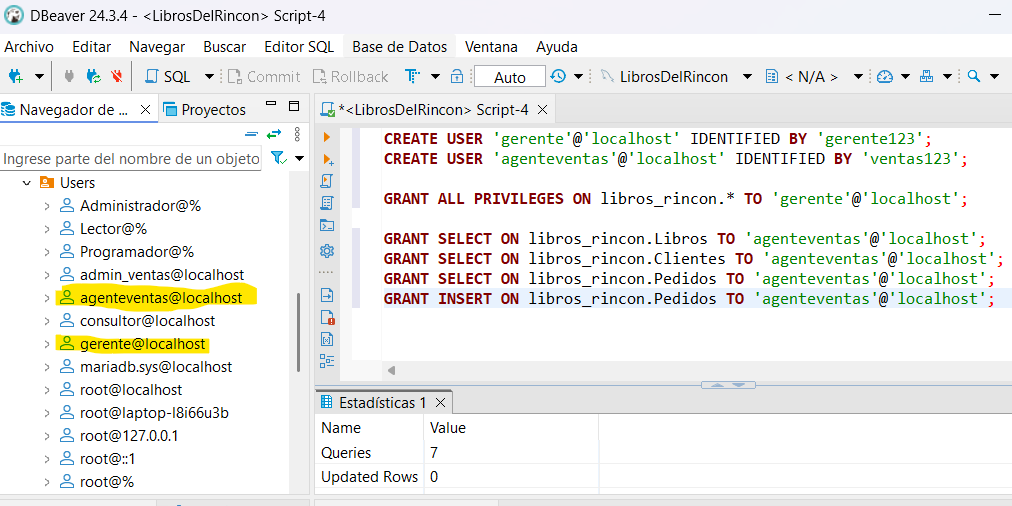 DBeaver 24.3.4 - <LibrosDelRincon> Script-4
Archivo Editar Navegar Buscar Editor SQL Base de Datos Ventana Ayuda
SQL Commit Rollback Auto LibrosDelRincon < N/A >
Navegador de ... Proyectos
Ingrese parte del nombre de un objeto
Users
Administrador@%
Lector@%
Programador@%
admin_ventas@localhost
agenteventas@localhost
consultor@localhost
gerente@localhost
mariadb.sys@localhost
root@localhost
root@laptop-l8i66u3b
root@127.0.0.1
root@::1
root@%
*<LibrosDelRincon> Script-4
CREATE USER 'gerente'@'localhost' IDENTIFIED BY 'gerente123';
CREATE USER 'agenteventas'@'localhost' IDENTIFIED BY 'ventas123';
GRANT ALL PRIVILEGES ON libros_rincon.* TO 'gerente'@'localhost';
GRANT SELECT ON libros_rincon.Libros TO 'agenteventas'@'localhost';
GRANT SELECT ON libros_rincon.Clientes TO 'agenteventas'@'localhost';
GRANT SELECT ON libros_rincon.Pedidos TO 'agenteventas'@'localhost';
GRANT INSERT ON libros_rincon.Pedidos TO 'agenteventas'@'localhost';
Estadísticas 1
Name Value
Queries 7
Updated Rows 0